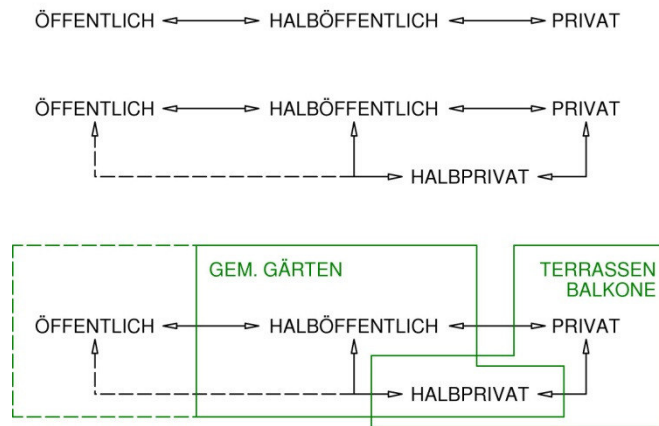 ÖFFENTLICH HALBÖFFENTLICH PRIVAT
ÖFFENTLICH HALBÖFFENTLICH PRIVAT
HALBPRIVAT
GEM. GÄRTEN TERRASSEN
BALKONE
ÖFFENTLICH HALBÖFFENTLICH PRIVAT
HALBPRIVAT